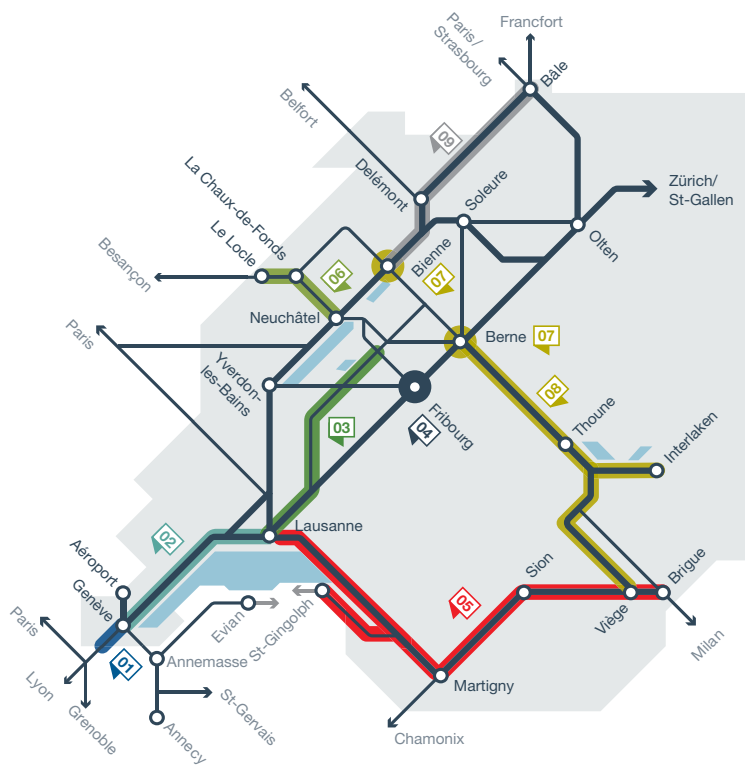 Francfort
Paris/
Strasbourg
Bâle
Belfort
09
Delémont
Soleure
Zürich/
St-Gallen
La Chaux-de-Fonds
Le Locle
Olten
Besançon
06
Bienne
07
Neuchâtel
Paris
Berne
07
Yverdon-
les-Bains
08
Fribourg
03
04
Thoune
Interlaken
Lausanne
02
Aéroport
Genève
Sion
Brigue
05
Evian
St-Gingolph
Viège
Paris
Milan
01
Annemasse
Lyon
Martigny
St-Gervais
Grenoble
Annecy
Chamonix